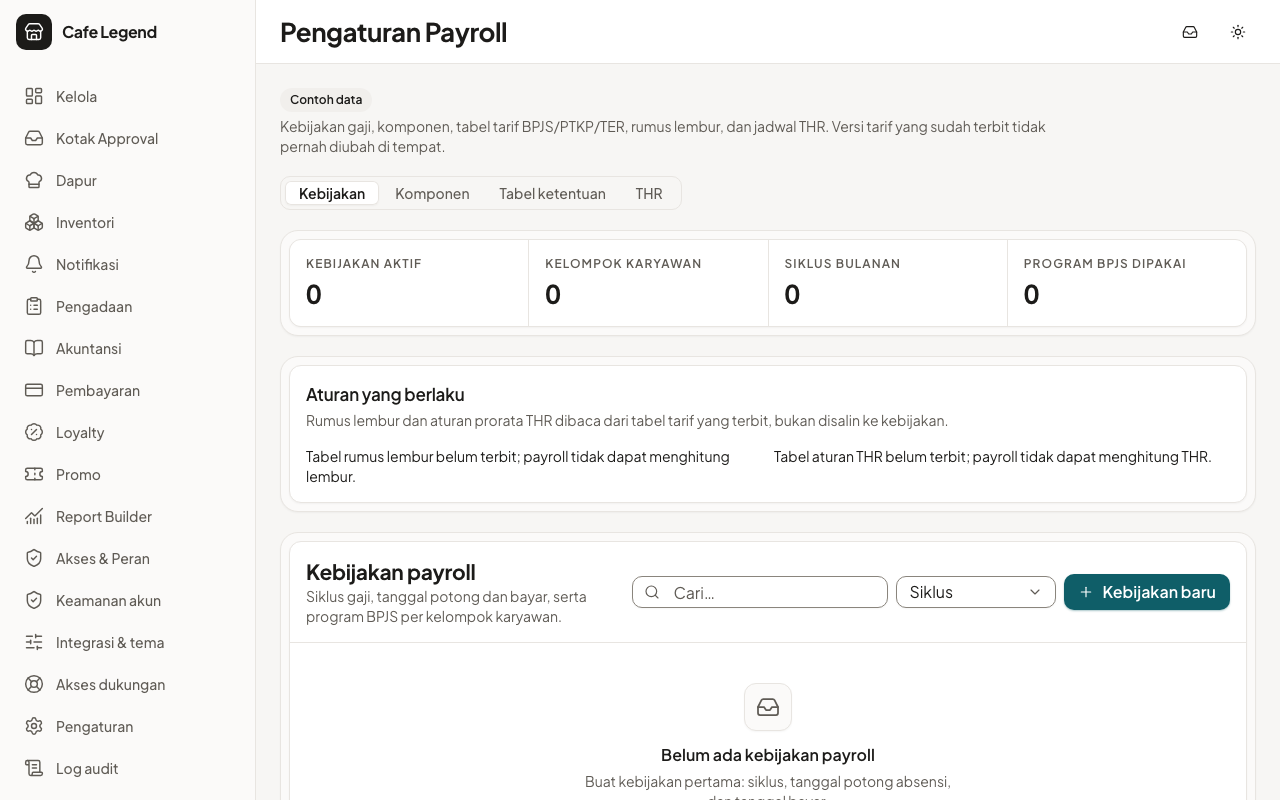 Cafe Legend
Kelola
Kotak Approval
Dapur
Inventori
Notifikasi
Pengadaan
Akuntansi
Pembayaran
Loyalty
Promo
Report Builder
Akses & Peran
Keamanan akun
Integrasi & tema
Akses dukungan
Pengaturan
Log audit
Pengaturan Payroll
Contoh data
Kebijakan gaji, komponen, tabel tarif BPJS/PTKP/TER, rumus lembur, dan jadwal THR. Versi tarif yang sudah terbit tidak
pernah diubah di tempat.
Kebijakan Komponen Tabel ketentuan THR
KEBIJAKAN AKTIF
0
KELOMPOK KARYAWAN
0
SIKLUS BULANAN
0
PROGRAM BPJS DIPAKAI
0
Aturan yang berlaku
Rumus lembur dan aturan prorata THR dibaca dari tabel tarif yang terbit, bukan disalin ke kebijakan.
Tabel rumus lembur belum terbit; payroll tidak dapat menghitung
lembur.
Tabel aturan THR belum terbit; payroll tidak dapat menghitung THR.
Kebijakan payroll
Siklus gaji, tanggal potong dan bayar, serta
program BPJS per kelompok karyawan.
Cari...
Siklus
Kebijakan baru
Belum ada kebijakan payroll
Buat kebijakan pertama: siklus, tanggal potong absensi,
dan tanggal bayar.